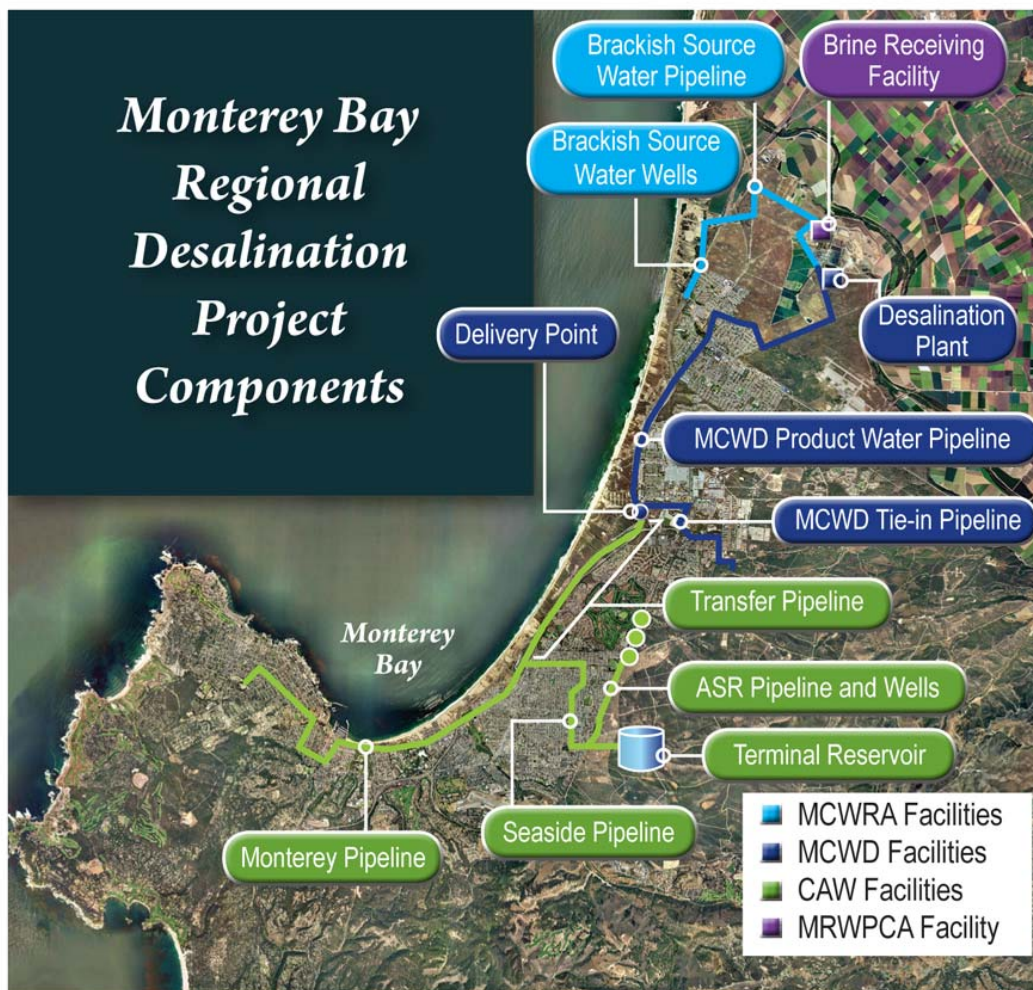 Monterey Bay
Regional
Desalination
Project
Components
Brackish Source
Water Pipeline
Brine Receiving
Facility
Brackish Source
Water Wells
Delivery Point
Desalination
Plant
MCWD Product Water Pipeline
MCWD Tie-in Pipeline
Transfer Pipeline
Monterey
Bay
ASR Pipeline and Wells
Terminal Reservoir
Seaside Pipeline
Monterey Pipeline
MCWRA Facilities
MCWD Facilities
CAW Facilities
MRWPCA Facility